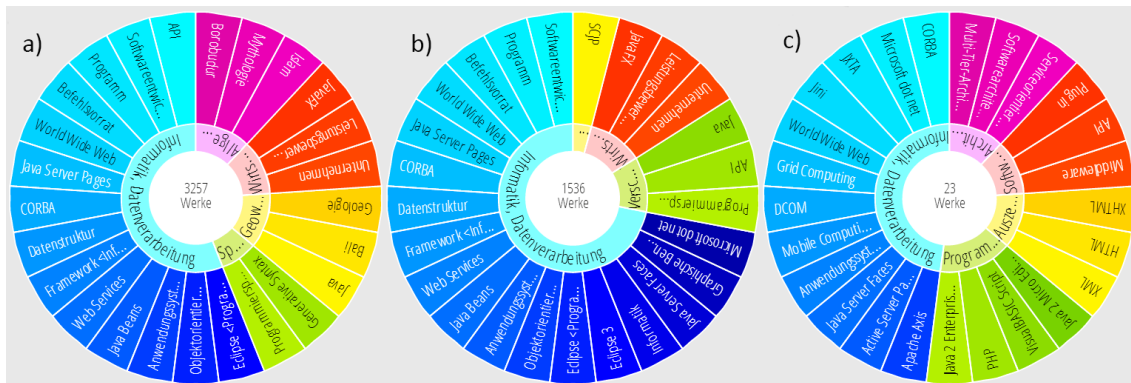 a)
API
Softwareentwic...
Programm
Befehlsvorrat
World Wide Web
Java Server Pages
CORBA
Datenstruktur
Framework <Inf...
Web Services
Java Beans
Anwendungsyst...
Objektorientier...
Eclipse <Progra...
Programmiersp...
Generative Syntax
Java
Bali
Geologie
Unternehmen
Leistungsbewer...
JavaFX
Islam
Mythologie
Borobudur
Informatik, Datenverarbeitung
Allge...
Wirts...
Geow...
Sp...
3257
Werke
b)
Softwareentwic...
Programm
Befehlsvorrat
World Wide Web
Java Server Pages
CORBA
Datenstruktur
Framework <Inf...
Web Services
Java Beans
Anwendungsyst...
Objektorientier...
Eclipse <Progra...
Eclipse 3
Informatik
Java Server Faces
Graphische Ben...
Microsoft dot net
Programmiersp...
API
Java
Unternehmen
Leistungsbewer...
JavaFX
SCJP
Informatik, Datenverarbeitung
...
Wirts...
Versc...
1536
Werke
c)
CORBA
Microsoft dot net
JXTA
Jini
World Wide Web
Grid Computing
DCOM
Mobile Computi...
Anwendungsyst...
Java Server Faces
Active Server Pa...
Apache Axis
Java 2 Enterpris...
PHP
VisualBASIC Script
Java 2 Micro Edi...
XML
HTML
XHTML
Middleware
API
Plug in
Serviceorientier...
Softwarearchite...
Multi-Tier-Archi...
Informatik, Datenverarbeitung
Archit...
Softw...
Ausze...
Program...
23
Werke